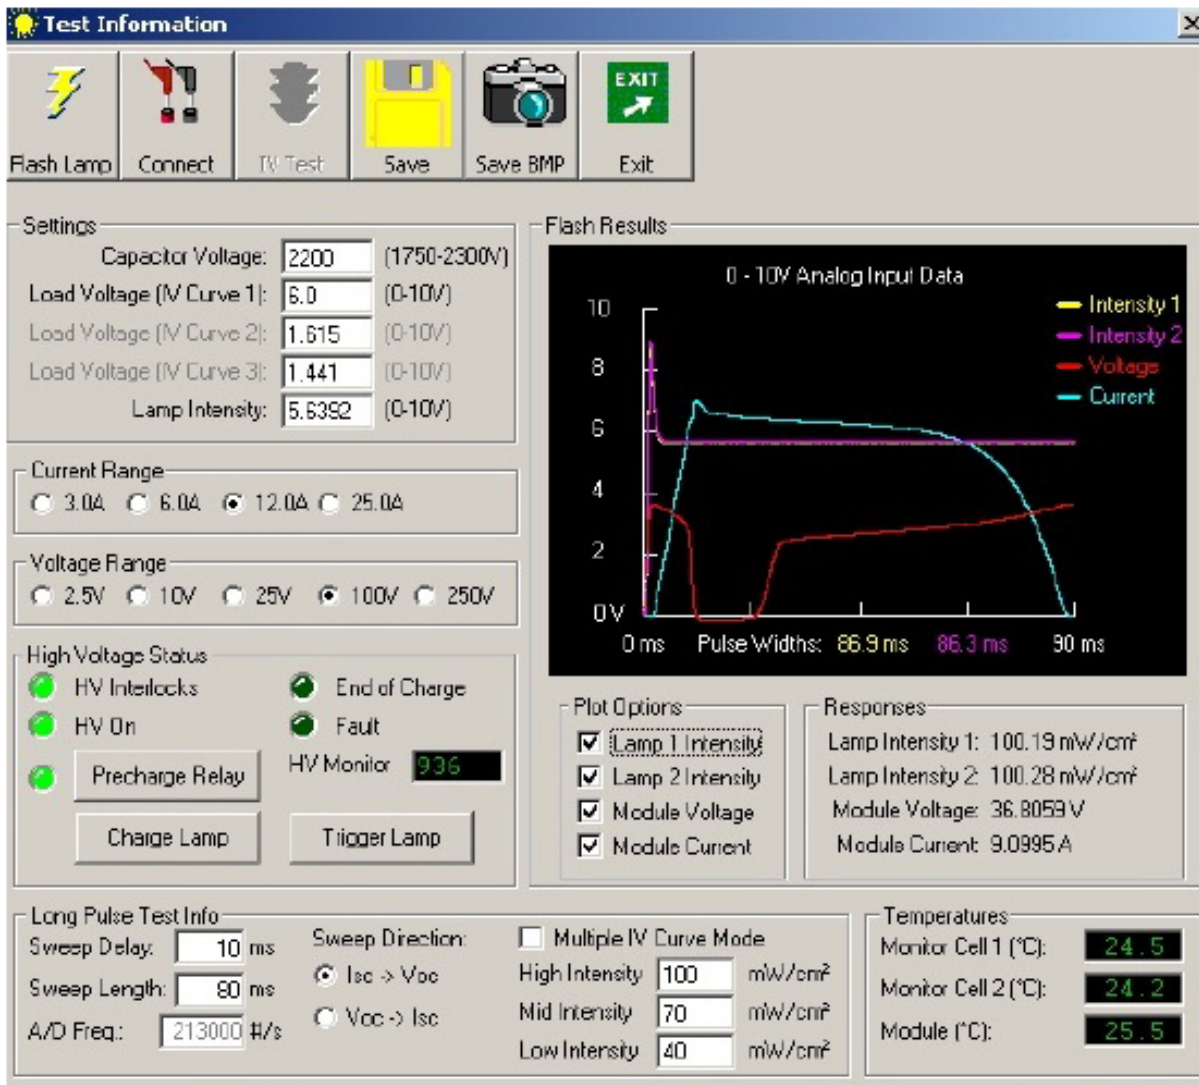 Test Information
EXIT
Flash Lamp Connect IV Test Save Save BMP Exit
Settings
Capacitor Voltage: 2200 (1750-2300V)
Load Voltage (IV Curve 1): 6.0 (0-10V)
Load Voltage (IV Curve 2): 1.615 (0-10V)
Load Voltage (IV Curve 3): 1.441 (0-10V)
Lamp Intensity: 5.6392 (0-10V)
Current Range
3.0A 6.0A 12.0A 25.0A
Voltage Range
2.5V 10V 25V 100V 250V
High Voltage Status
HV Interlocks End of Charge
HV On Fault
Precharge Relay HV Monitor 936
Charge Lamp Trigger Lamp
Flash Results
0 - 10V Analog Input Data
Intensity 1
Intensity 2
Voltage
Current
10
8
6
4
2
0V
0 ms Pulse Widths: 86.9 ms 86.3 ms 90 ms
Plot Options
Lamp 1 Intensity
Lamp 2 Intensity
Module Voltage
Module Current
Responses
Lamp Intensity 1: 100.19 mW/cm²
Lamp Intensity 2: 100.28 mW/cm²
Module Voltage: 36.8059 V
Module Current: 9.0995 A
Long Pulse Test Info
Sweep Delay: 10 ms
Sweep Length: 80 ms
A/D Freq.: 213000 #/s
Sweep Direction:
Isc -> Voc
Voc -> Isc
Multiple IV Curve Mode
High Intensity 100 mW/cm²
Mid Intensity 70 mW/cm²
Low Intensity 40 mW/cm²
Temperatures
Monitor Cell 1 (°C): 24.5
Monitor Cell 2 (°C): 24.2
Module (°C): 25.5